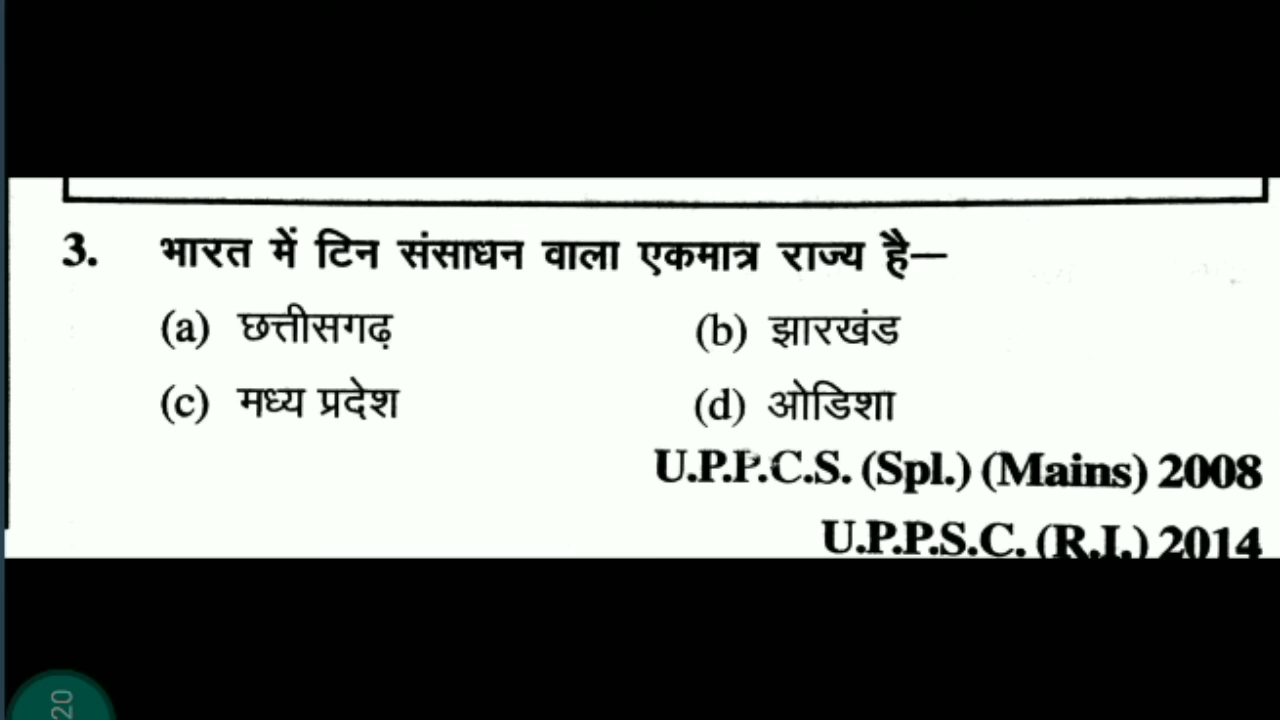 3. भारत में टिन संसाधन वाला एकमात्र राज्य है—
(a) छत्तीसगढ़ (b) झारखंड
(c) मध्य प्रदेश (d) ओडिशा
U.P.P.C.S. (Spl.) (Mains) 2008
U.P.P.S.C. (R.I.) 2014
20